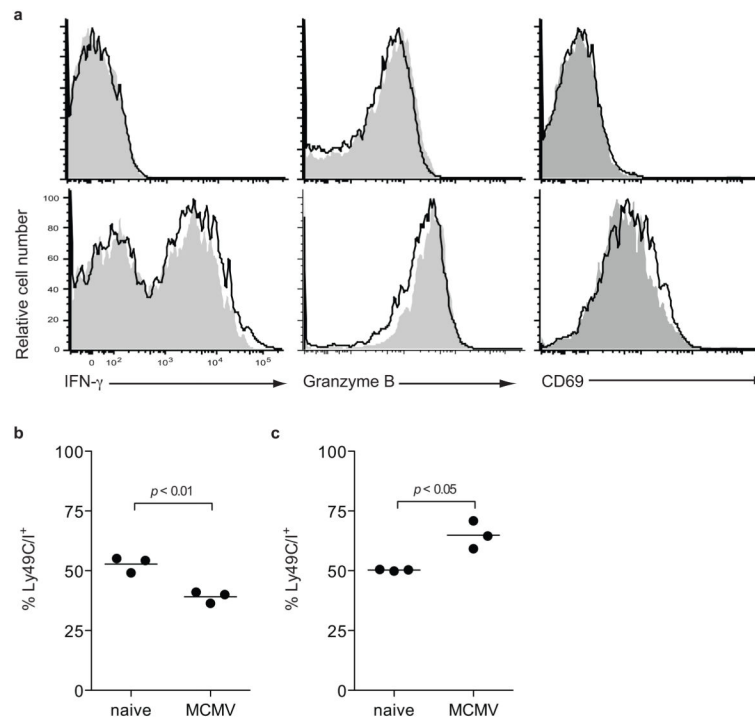 a
Relative cell number
100
80
60
40
20
0
0 10² 10³ 10⁴ 10⁵
IFN-γ
Granzyme B
CD69
b
100
75
50
25
0
% Ly49C/I⁺
p < 0.01
naive MCMV
c
100
75
50
25
0
% Ly49C/I⁺
p < 0.05
naive MCMV